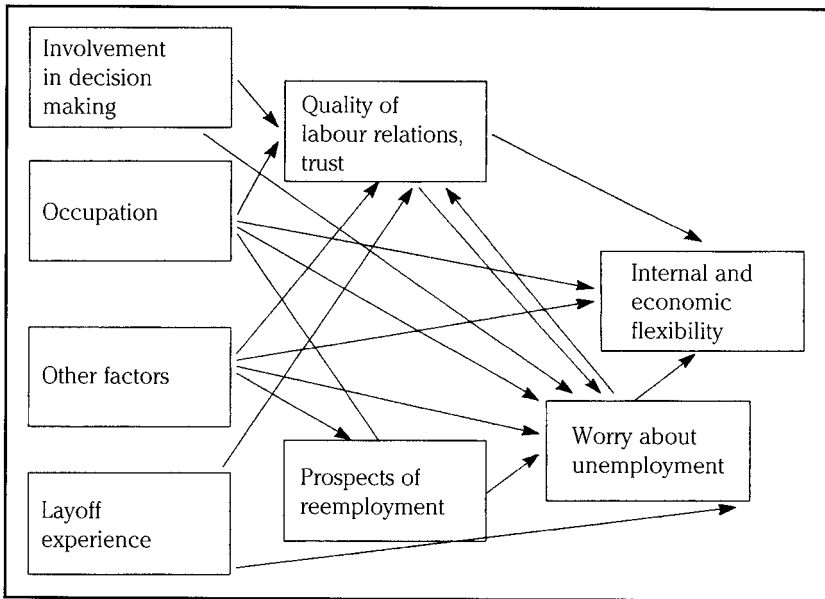 Involvement
in decision
making
Quality of
labour relations,
trust
Occupation
Internal and
economic
flexibility
Other factors
Worry about
unemployment
Prospects of
reemployment
Layoff
experience